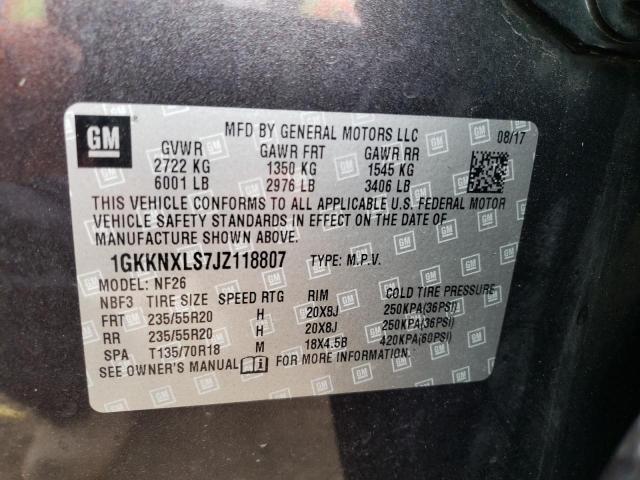 GM MFD BY GENERAL MOTORS LLC 08/17
GVWR GAWR FRT GAWR RR
2722 KG 1350 KG 1545 KG
6001 LB 2976 LB 3406 LB
THIS VEHICLE CONFORMS TO ALL APPLICABLE U.S. FEDERAL MOTOR
VEHICLE SAFETY STANDARDS IN EFFECT ON THE DATE OF
MANUFACTURE SHOWN ABOVE.
1GKKNXLS7JZ118807 TYPE: M.P.V.
MODEL: NF26
NBF3 TIRE SIZE SPEED RTG RIM COLD TIRE PRESSURE
FRT 235/55R20 H 20X8J 250KPA(36PSI)
RR 235/55R20 H 20X8J 250KPA(36PSI)
SPA T135/70R18 M 18X4.5B 420KPA(60PSI)
SEE OWNER'S MANUAL FOR MORE INFORMATION.